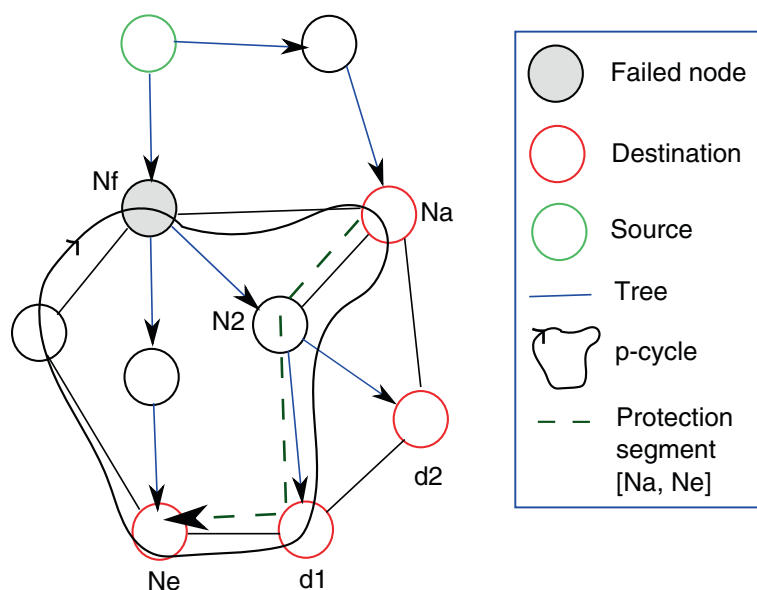 Nf
Na
N2
d2
Ne
d1
Failed node
Destination
Source
Tree
p-cycle
Protection
segment
[Na, Ne]